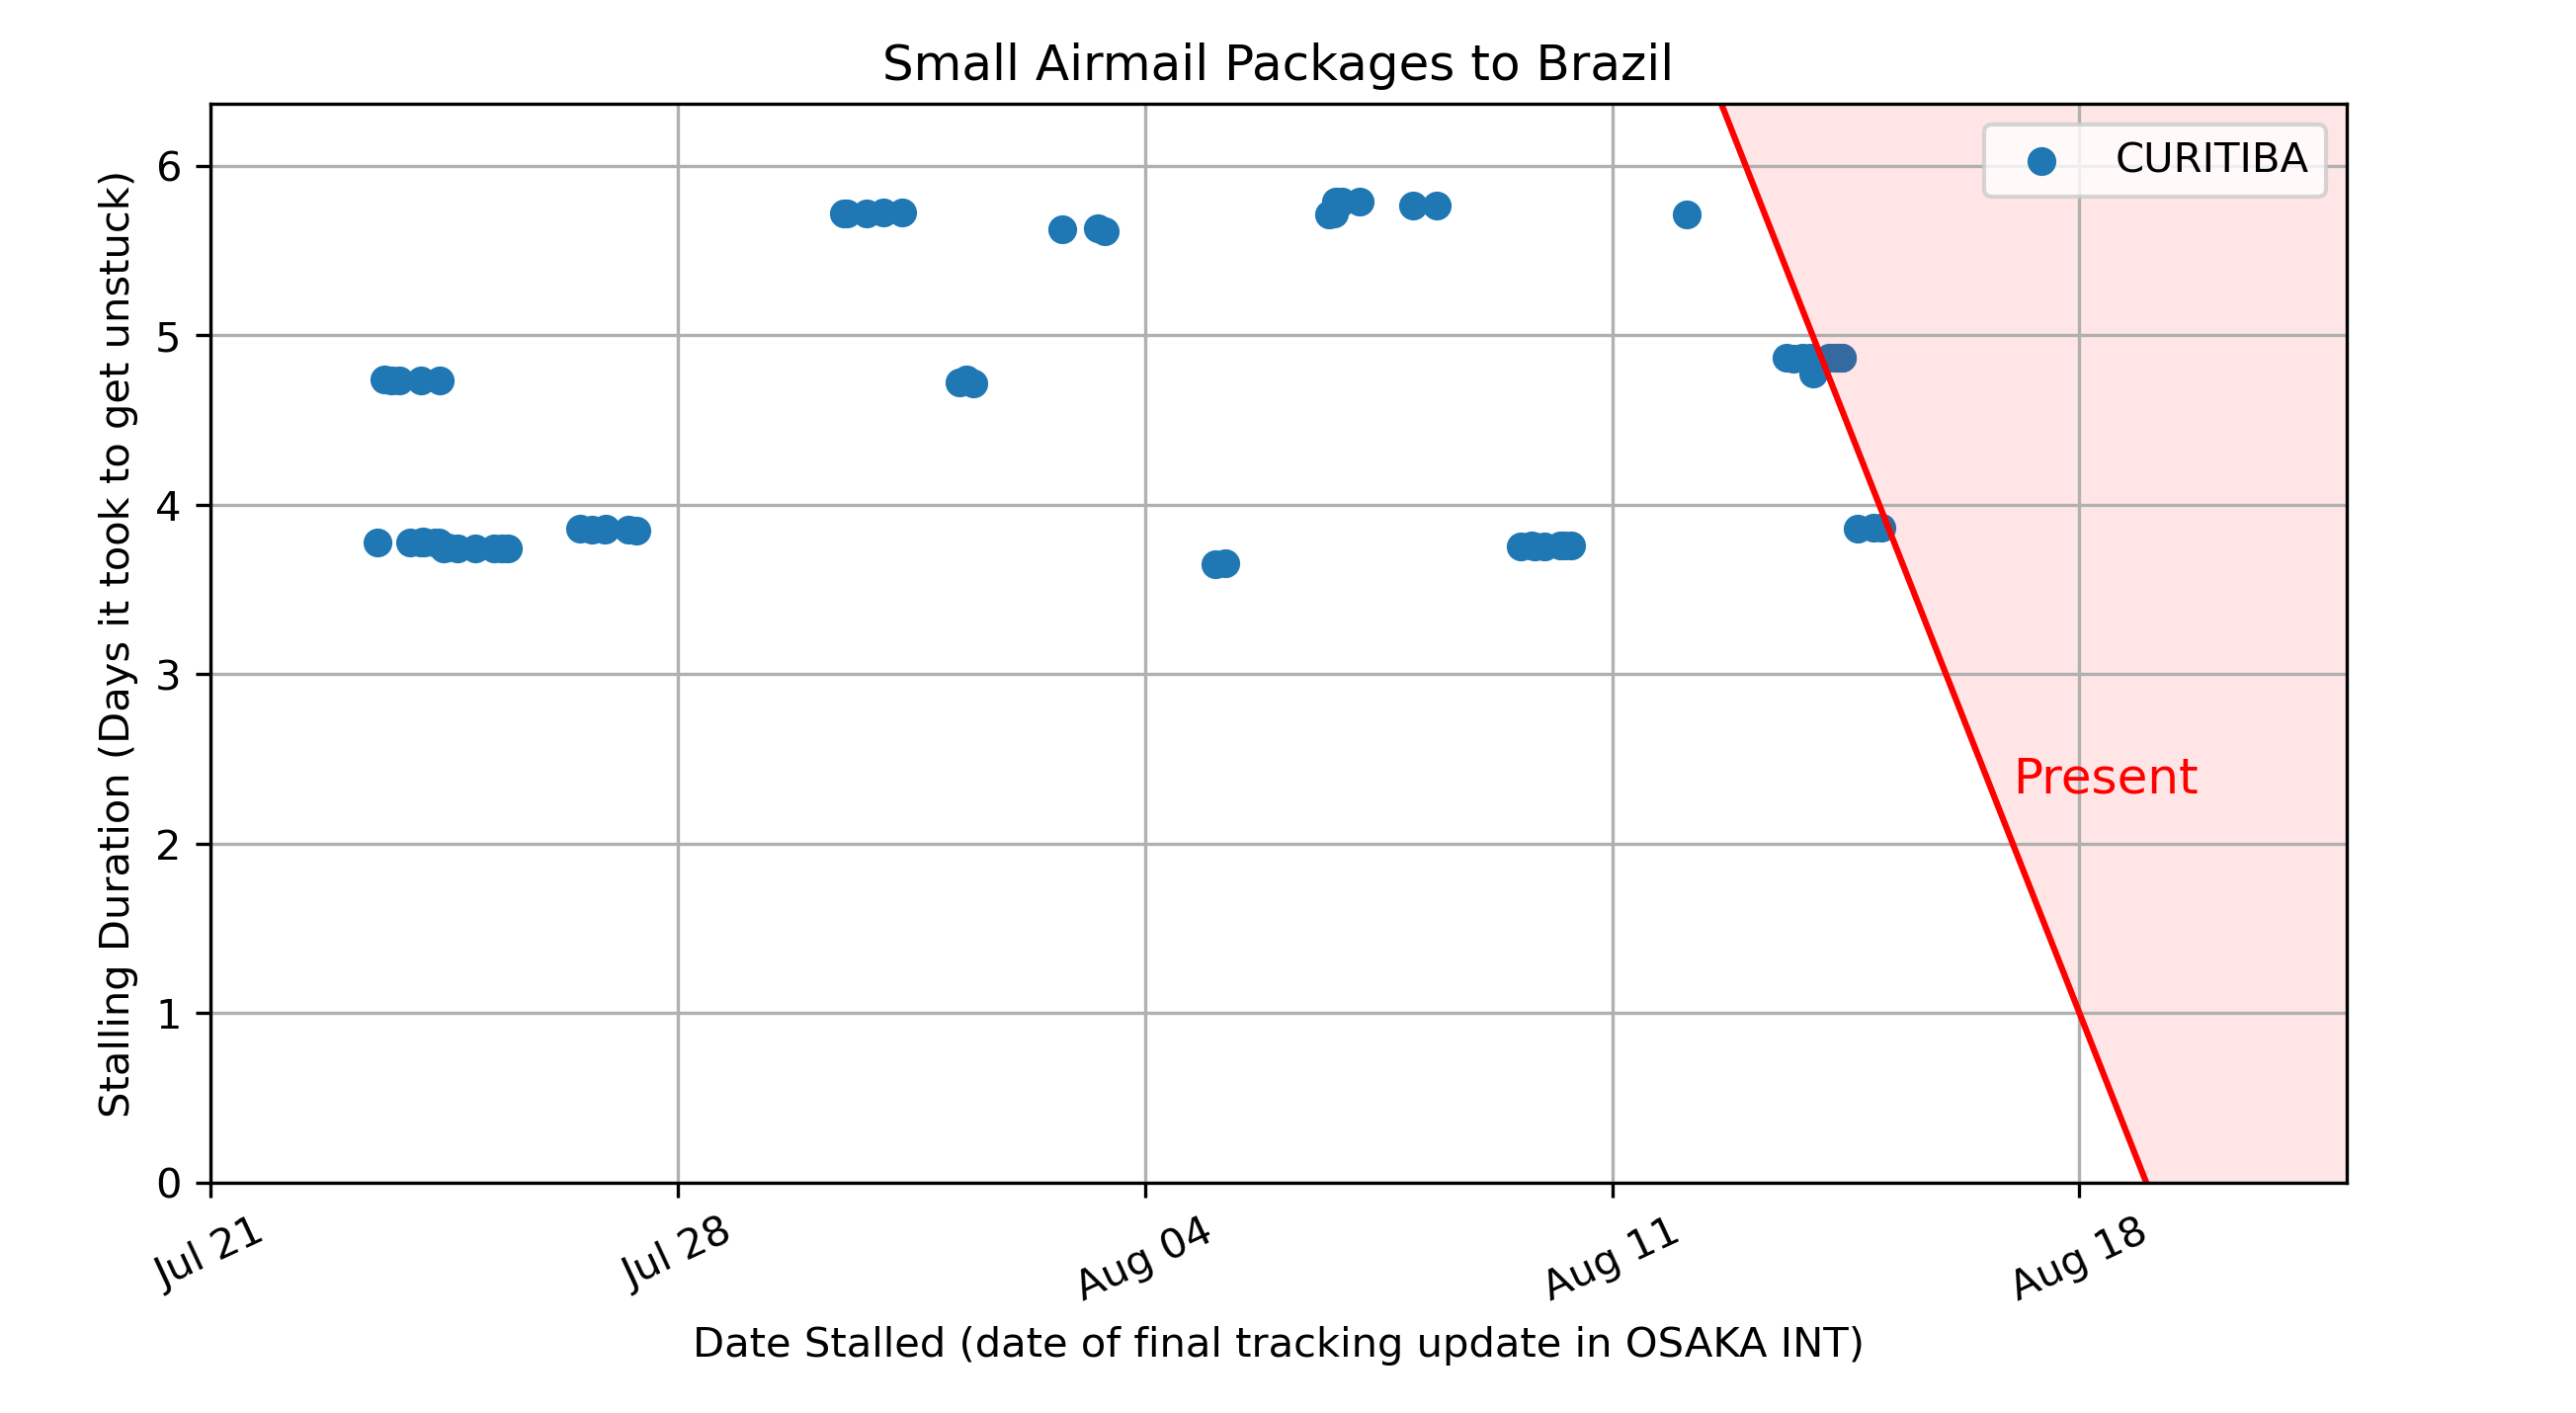 Small Airmail Packages to Brazil
CURITIBA
Stalling Duration (Days it took to get unstuck)
6
5
4
3
2
1
0
Present
Jul 21
Jul 28
Aug 04
Aug 11
Aug 18
Date Stalled (date of final tracking update in OSAKA INT)